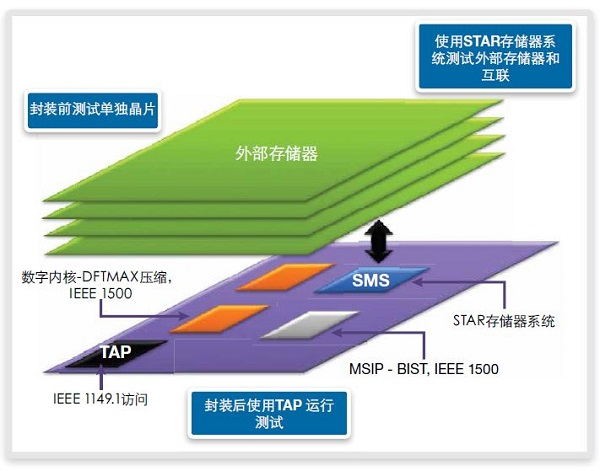 使用STAR存储器系
统测试外部存储器和
互联
封装前测试单独晶片
外部存储器
数字内核-DFTMAX压缩，
IEEE 1500
SMS
STAR存储器系统
TAP
MSIP - BIST, IEEE 1500
IEEE 1149.1访问
封装后使用TAP 运行
测试